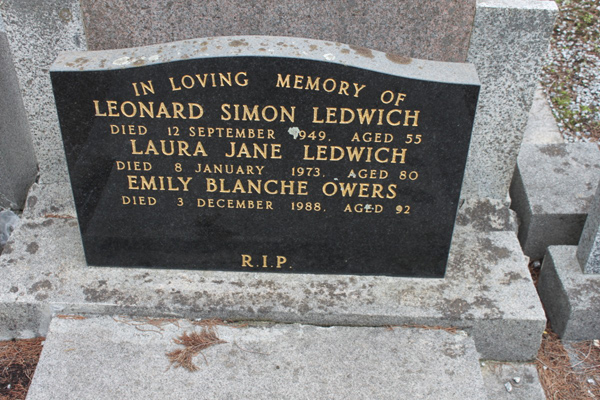 IN LOVING MEMORY OF
LEONARD SIMON LEDWICH
DIED 12 SEPTEMBER 1949. AGED 55
LAURA JANE LEDWICH
DIED 8 JANUARY 1973. AGED 80
EMILY BLANCHE OWERS
DIED 3 DECEMBER 1988. AGED 92
R.I.P.